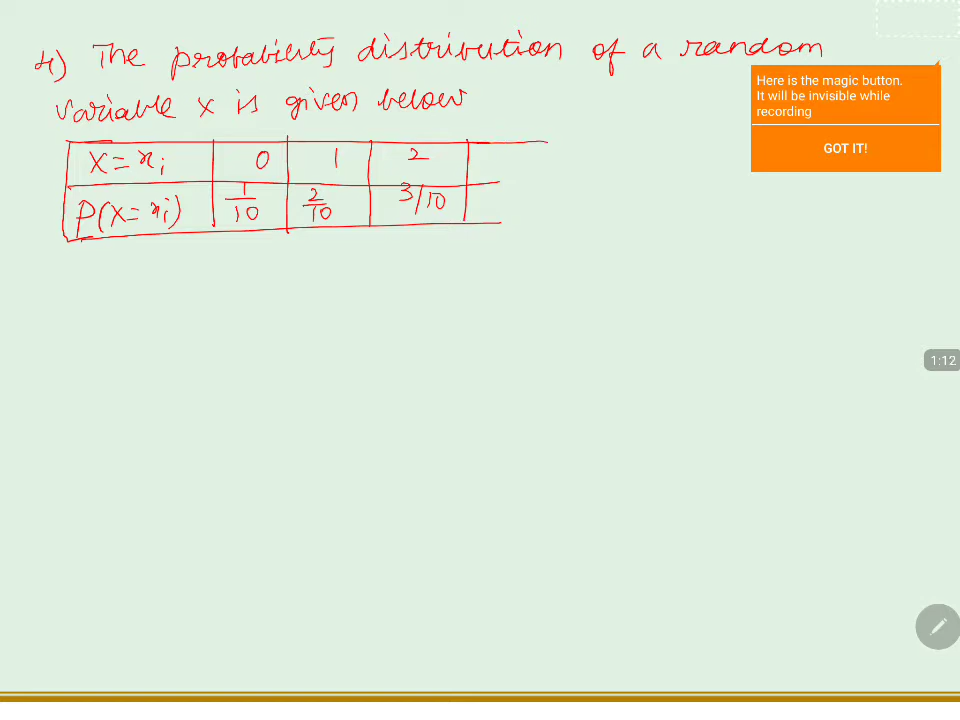 4) The probability distribution of a random
variable x is given below
X=xi 0 1 2
P(X=xi) 1/10 2/10 3/10
Here is the magic button.
It will be invisible while
recording
GOT IT!
1:12